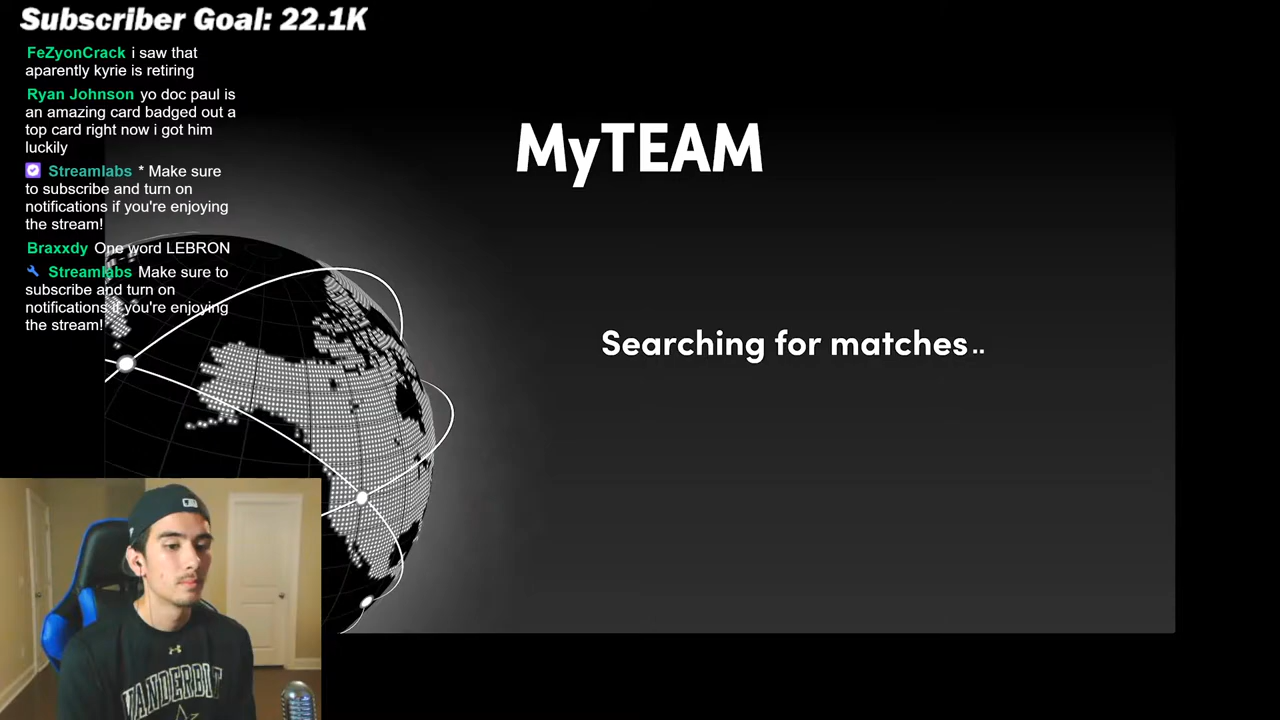 Subscriber Goal: 22.1K
FeZyonCrack i saw that
aparently kyrie is retiring
Ryan Johnson yo doc paul is
an amazing card badged out a
top card right now i got him
luckily
Streamlabs * Make sure
to subscribe and turn on
notifications if you're enjoying
the stream!
Braxxdy One word LEBRON
Streamlabs Make sure to
subscribe and turn on
notifications if you're enjoying
the stream!
MyTEAM
Searching for matches..
VANDERBIT